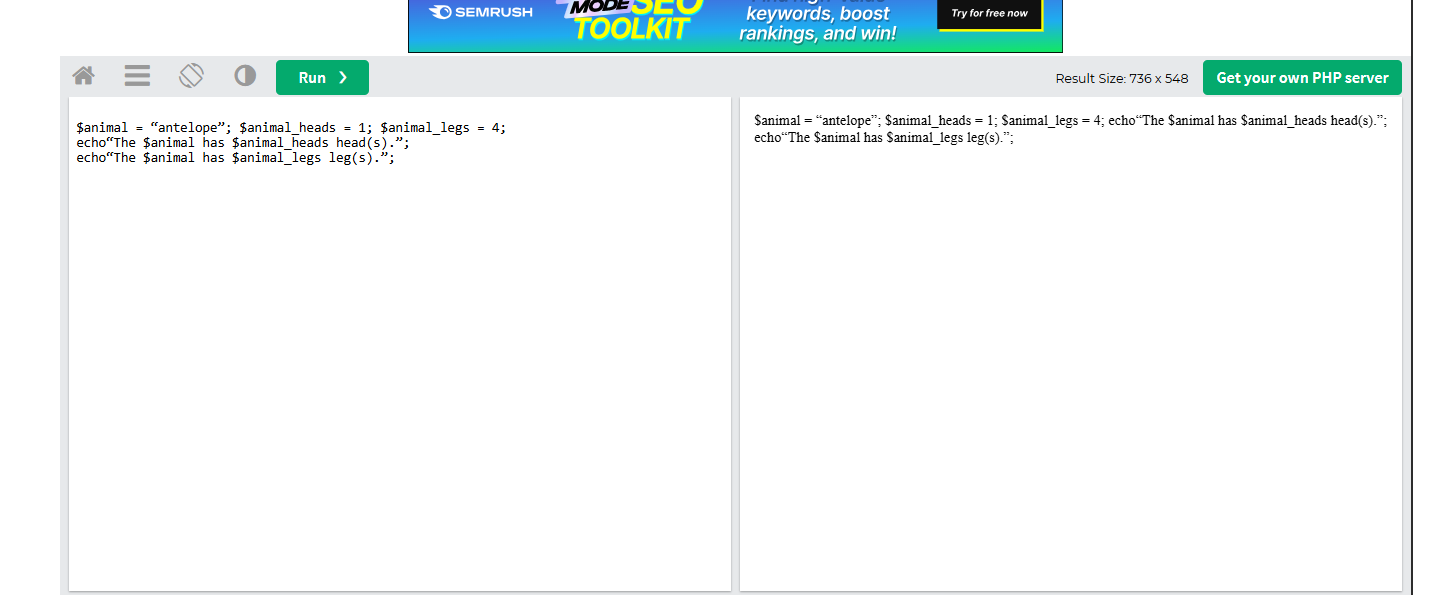 SEMRUSH
MODE SEO
TOOLKIT
keywords, boost
rankings, and win!
Try for free now
Run ❯
Result Size: 736 x 548
Get your own PHP server
$animal = “antelope”; $animal_heads = 1; $animal_legs = 4;
echo“The $animal has $animal_heads head(s).”;
echo“The $animal has $animal_legs leg(s).”;
$animal = “antelope”; $animal_heads = 1; $animal_legs = 4; echo“The $animal has $animal_heads head(s).”;
echo“The $animal has $animal_legs leg(s).”;